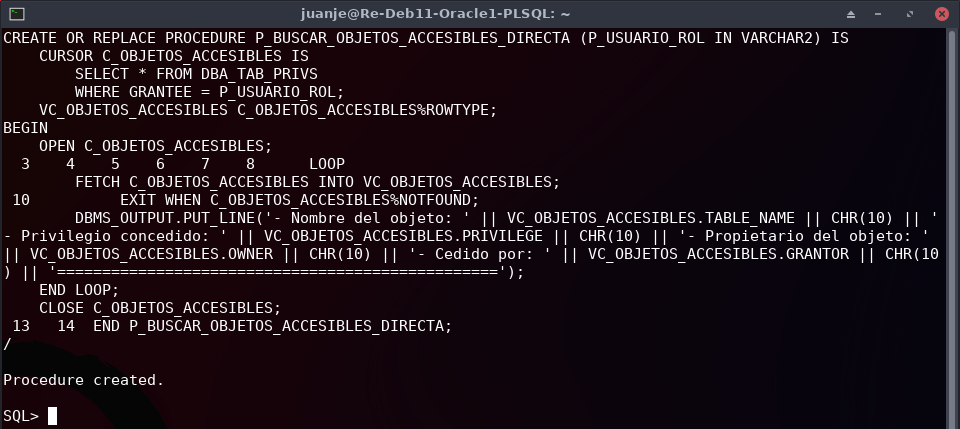 juanje@Re-Deb11-Oracle1-PLSQL: ~
CREATE OR REPLACE PROCEDURE P_BUSCAR_OBJETOS_ACCESIBLES_DIRECTA (P_USUARIO_ROL IN VARCHAR2) IS
    CURSOR C_OBJETOS_ACCESIBLES IS
        SELECT * FROM DBA_TAB_PRIVS
        WHERE GRANTEE = P_USUARIO_ROL;
    VC_OBJETOS_ACCESIBLES C_OBJETOS_ACCESIBLES%ROWTYPE;
BEGIN
    OPEN C_OBJETOS_ACCESIBLES;
  3    4    5    6    7    8      LOOP
        FETCH C_OBJETOS_ACCESIBLES INTO VC_OBJETOS_ACCESIBLES;
 10          EXIT WHEN C_OBJETOS_ACCESIBLES%NOTFOUND;
        DBMS_OUTPUT.PUT_LINE('- Nombre del objeto: ' || VC_OBJETOS_ACCESIBLES.TABLE_NAME || CHR(10) || '
- Privilegio concedido: ' || VC_OBJETOS_ACCESIBLES.PRIVILEGE || CHR(10) || '- Propietario del objeto: '
|| VC_OBJETOS_ACCESIBLES.OWNER || CHR(10) || '- Cedido por: ' || VC_OBJETOS_ACCESIBLES.GRANTOR || CHR(10
) || '=================================================');
    END LOOP;
    CLOSE C_OBJETOS_ACCESIBLES;
 13   14  END P_BUSCAR_OBJETOS_ACCESIBLES_DIRECTA;
/
Procedure created.
SQL>